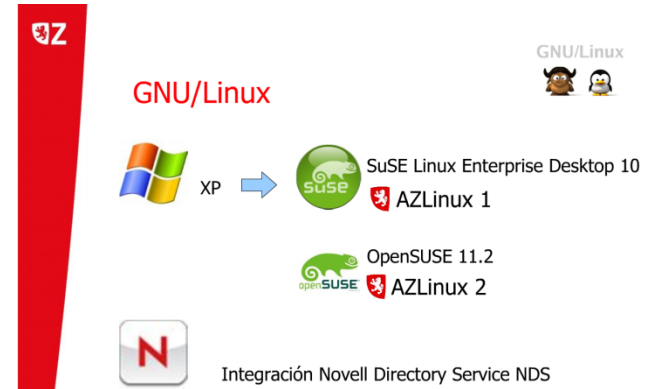 Z
GNU/Linux
GNU/Linux
XP
SUSE
SuSE Linux Enterprise Desktop 10
AZLinux 1
openSUSE
OpenSUSE 11.2
AZLinux 2
N
Integración Novell Directory Service NDS